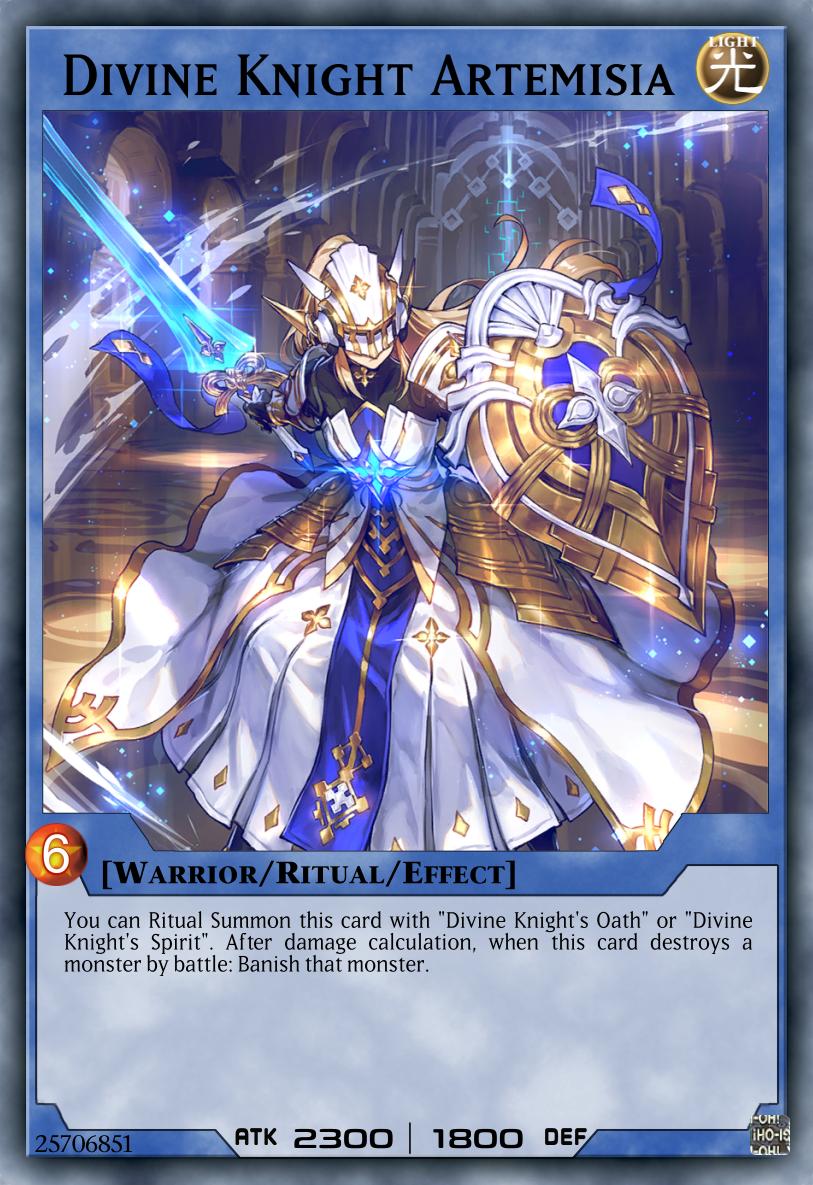 DIVINE KNIGHT ARTEMISIA
LIGHT
光
6
[WARRIOR/RITUAL/EFFECT]
You can Ritual Summon this card with "Divine Knight's Oath" or "Divine
Knight's Spirit". After damage calculation, when this card destroys a
monster by battle: Banish that monster.
25706851
ATK 2300 | 1800 DEF
-OH!
-OH!